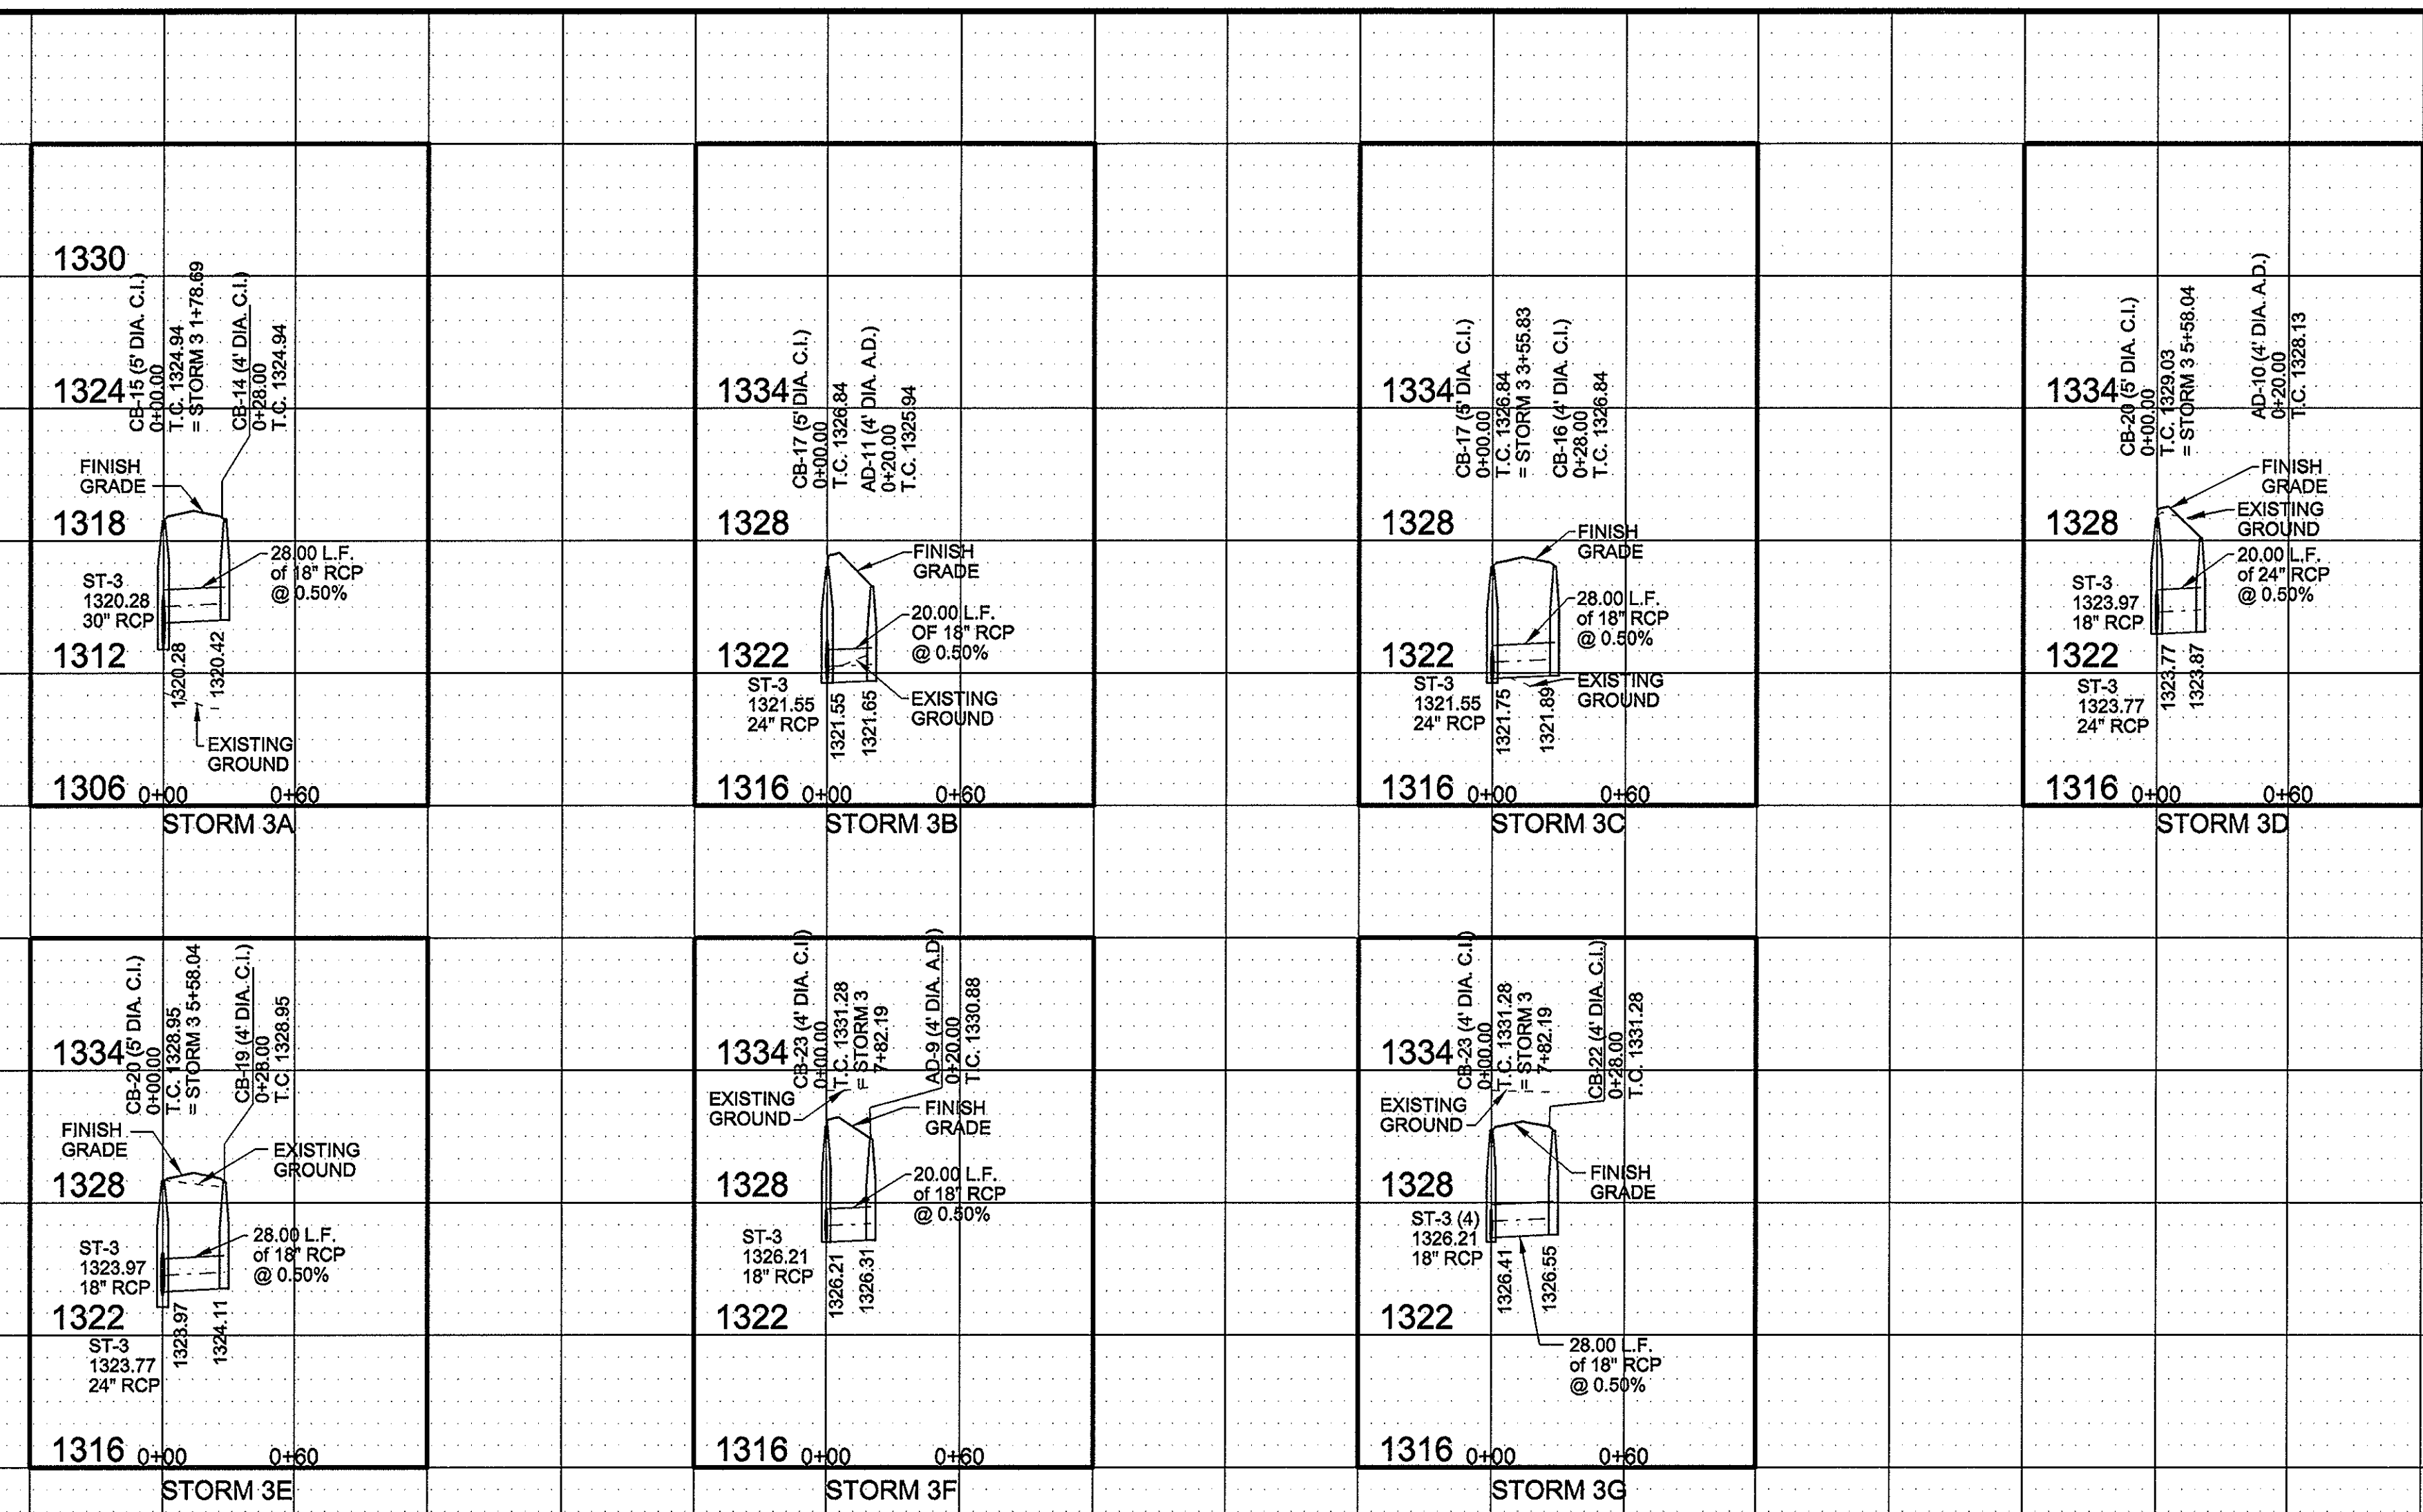 1330
1324
1318
1312
1306
CB-15 (5' DIA. C.I.)
0+00.00
T.C. 1324.94
= STORM 3 1+78.69
CB-14 (4' DIA. C.I.)
0+28.00
T.C. 1324.94
FINISH
GRADE
28.00 L.F.
of 18" RCP
@ 0.50%
ST-3
1320.28
30" RCP
1320.28
1320.42
EXISTING
GROUND
0+00
0+60
STORM 3A
1334
1328
1322
1316
CB-17 (5' DIA. C.I.)
0+00.00
T.C. 1326.84
AD-11 (4' DIA. A.D.)
0+20.00
T.C. 1325.94
FINISH
GRADE
20.00 L.F.
OF 18" RCP
@ 0.50%
ST-3
1321.55
24" RCP
1321.55
1321.65
EXISTING
GROUND
0+00
0+60
STORM 3B
1334
1328
1322
1316
CB-17 (5' DIA. C.I.)
0+00.00
T.C. 1326.84
= STORM 3 3+55.83
CB-16 (4' DIA. C.I.)
0+28.00
T.C. 1326.84
FINISH
GRADE
28.00 L.F.
of 18" RCP
@ 0.50%
ST-3
1321.55
24" RCP
1321.75
1321.89
EXISTING
GROUND
0+00
0+60
STORM 3C
1334
1328
1322
1316
CB-20 (5' DIA. C.I.)
0+00.00
T.C. 1329.03
= STORM 3 5+58.04
AD-10 (4' DIA. A.D.)
0+20.00
T.C. 1328.13
FINISH
GRADE
EXISTING
GROUND
20.00 L.F.
of 24" RCP
@ 0.50%
ST-3
1323.97
18" RCP
ST-3
1323.77
24" RCP
1323.77
1323.87
0+00
0+60
STORM 3D
1334
1328
1322
1316
CB-20 (5' DIA. C.I.)
0+00.00
T.C. 1328.95
= STORM 3 5+58.04
CB-19 (4' DIA. C.I.)
0+28.00
T.C. 1328.95
FINISH
GRADE
EXISTING
GROUND
28.00 L.F.
of 18" RCP
@ 0.50%
ST-3
1323.97
18" RCP
ST-3
1323.77
24" RCP
1323.97
1324.11
0+00
0+60
STORM 3E
1334
1328
1322
1316
CB-23 (4' DIA. C.I.)
0+00.00
T.C. 1331.28
= STORM 3
7+82.19
AD-9 (4' DIA. A.D.)
0+20.00
T.C. 1330.88
EXISTING
GROUND
FINISH
GRADE
20.00 L.F.
of 18" RCP
@ 0.50%
ST-3
1326.21
18" RCP
1326.21
1326.31
0+00
0+60
STORM 3F
1334
1328
1322
1316
CB-23 (4' DIA. C.I.)
0+00.00
T.C. 1331.28
= STORM 3
7+82.19
CB-22 (4' DIA. C.I.)
0+28.00
T.C. 1331.28
EXISTING
GROUND
FINISH
GRADE
ST-3 (4)
1326.21
18" RCP
1326.41
1326.55
28.00 L.F.
of 18" RCP
@ 0.50%
0+00
0+60
STORM 3G